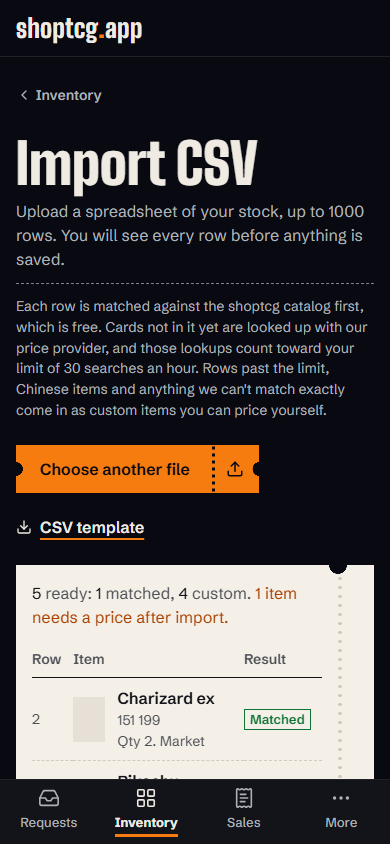 shoptcg.app
Inventory
Import CSV
Upload a spreadsheet of your stock, up to 1000
rows. You will see every row before anything is
saved.
Each row is matched against the shoptcg catalog first,
which is free. Cards not in it yet are looked up with our
price provider, and those lookups count toward your
limit of 30 searches an hour. Rows past the limit,
Chinese items and anything we can't match exactly
come in as custom items you can price yourself.
Choose another file
CSV template
5 ready: 1 matched, 4 custom. 1 item
needs a price after import.
Row Item Result
Charizard ex
2 151 199 Matched
Qty 2. Market
Requests Inventory Sales More